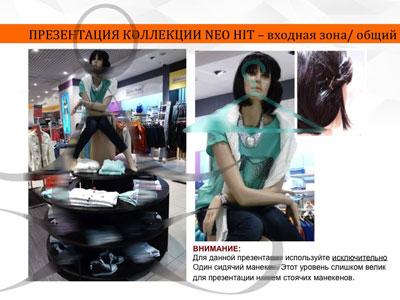 ПРЕЗЕНТАЦИЯ КОЛЛЕКЦИИ NEO HIT – входная зона/ общий
ВНИМАНИЕ:
Для данной презентации используйте исключительно
Один сидячий манекен. Этот уровень слишком велик
для презентации нашем стоячих манекенов.